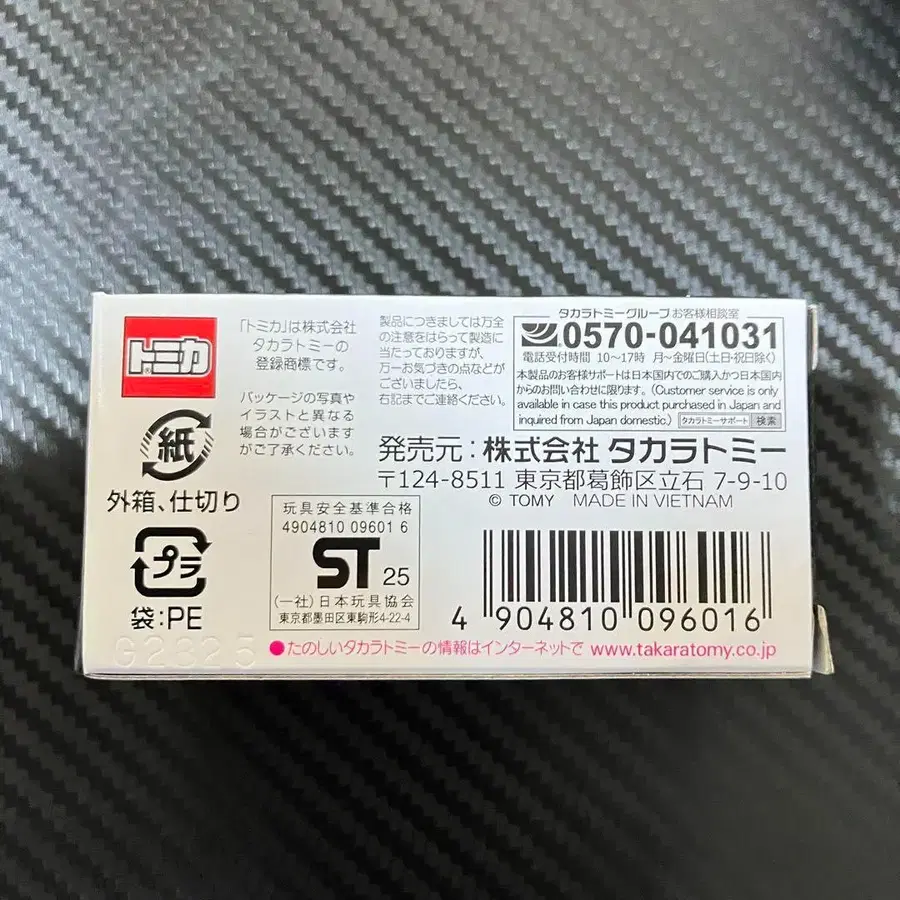 トミカ
®
「トミカ」は株式会社
タカラトミーの
登録商標です。
パッケージの写真や
イラストと異なる
場合がございます
がご了承ください。
製品につきましては万全
の注意をはらって製造に
当たっておりますが、
万一お気づきの点などが
ございましたら、
右記までご連絡ください。
タカラトミーグループ お客様相談室
0570-041031
電話受付時間 10〜17時 月〜金曜日(土日・祝日除く)
本製品のお客様サポートは日本国内でのご購入かつ日本国内
からのお問い合わせに限ります。(Customer service is only
available in case this product purchased in Japan and
inquired from Japan domestic.) タカラトミーサポート 検索
発売元:株式会社 タカラトミー
〒124-8511 東京都葛飾区立石 7-9-10
© TOMY MADE IN VIETNAM
紙
外箱、仕切り
プラ
袋:PE
玩具安全基準合格
4904810 09601 6
ST 25
(一社)日本玩具協会
東京都墨田区東駒形4-22-4
4 904810 096016
G2325
●たのしいタカラトミーの情報はインターネットで www.takaratomy.co.jp